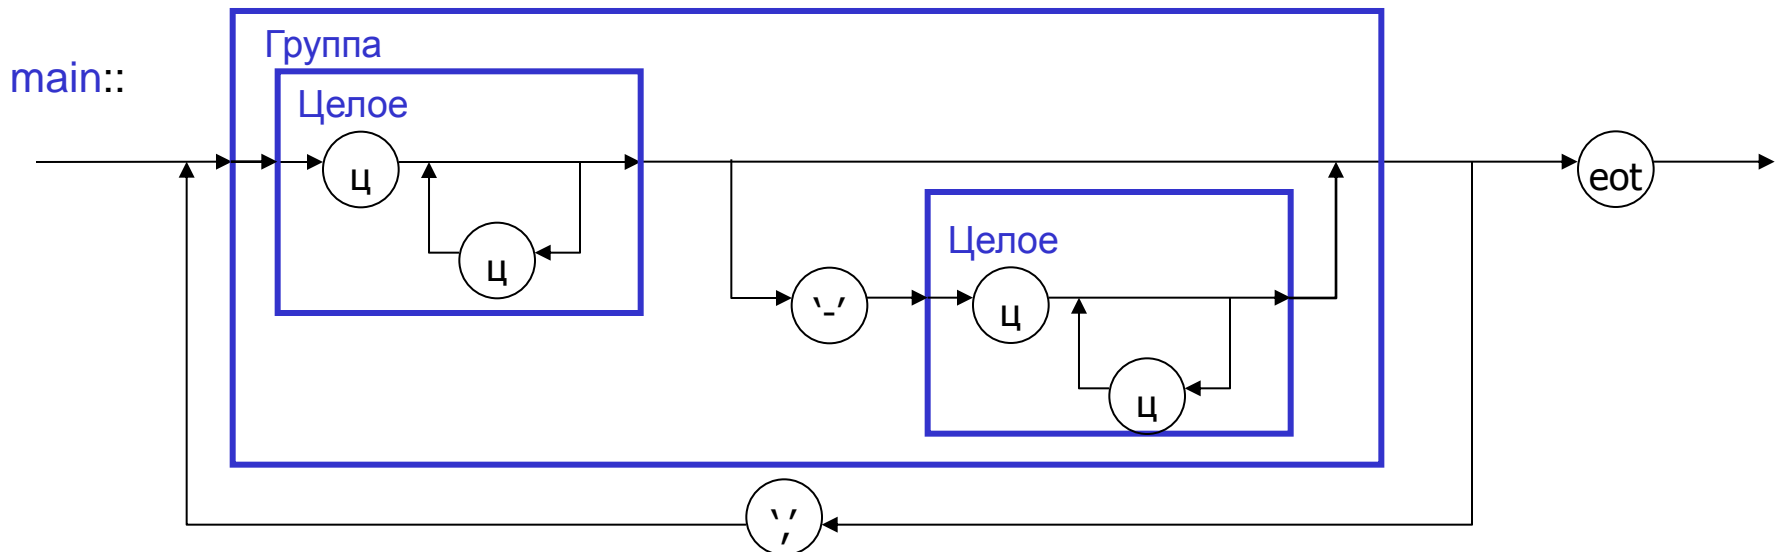 Группа
main::
Целое
ц
eot
ц
Целое
‘-’
ц
ц
‘,’